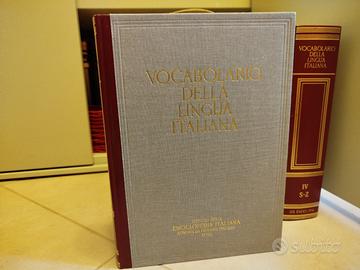 VOCABOLARIO
DELLA
LINGUA
ITALIANA
ISTITUTO DELLA
ENCICLOPEDIA ITALIANA
VOCABOLARIO
DELLA
LINGUA
ITALIANA
IV
S-Z
subito